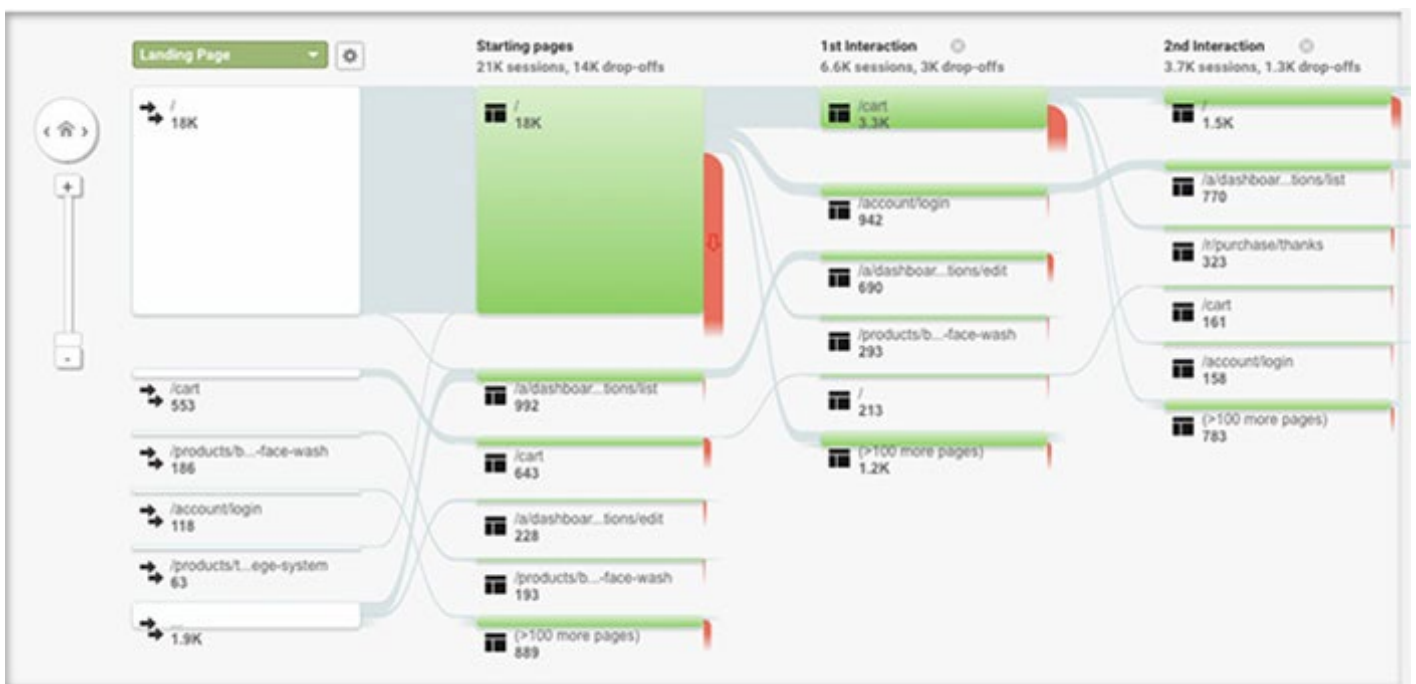 Landing Page
Starting pages
21K sessions, 14K drop-offs
1st Interaction
6.6K sessions, 3K drop-offs
2nd Interaction
3.7K sessions, 1.3K drop-offs
/
18K
/cart
553
/products/b...-face-wash
186
/account/login
118
/products/t...ege-system
63
...
1.9K
/
18K
/a/dashboar...tions/list
992
/cart
643
/a/dashboar...tions/edit
228
/products/b...-face-wash
193
(>100 more pages)
889
/cart
3.3K
/account/login
942
/a/dashboar...tions/edit
690
/products/b...-face-wash
293
/
213
(>100 more pages)
1.2K
/
1.5K
/a/dashboar...tions/list
770
/r/purchase/thanks
323
/cart
161
/account/login
158
(>100 more pages)
783
+
-